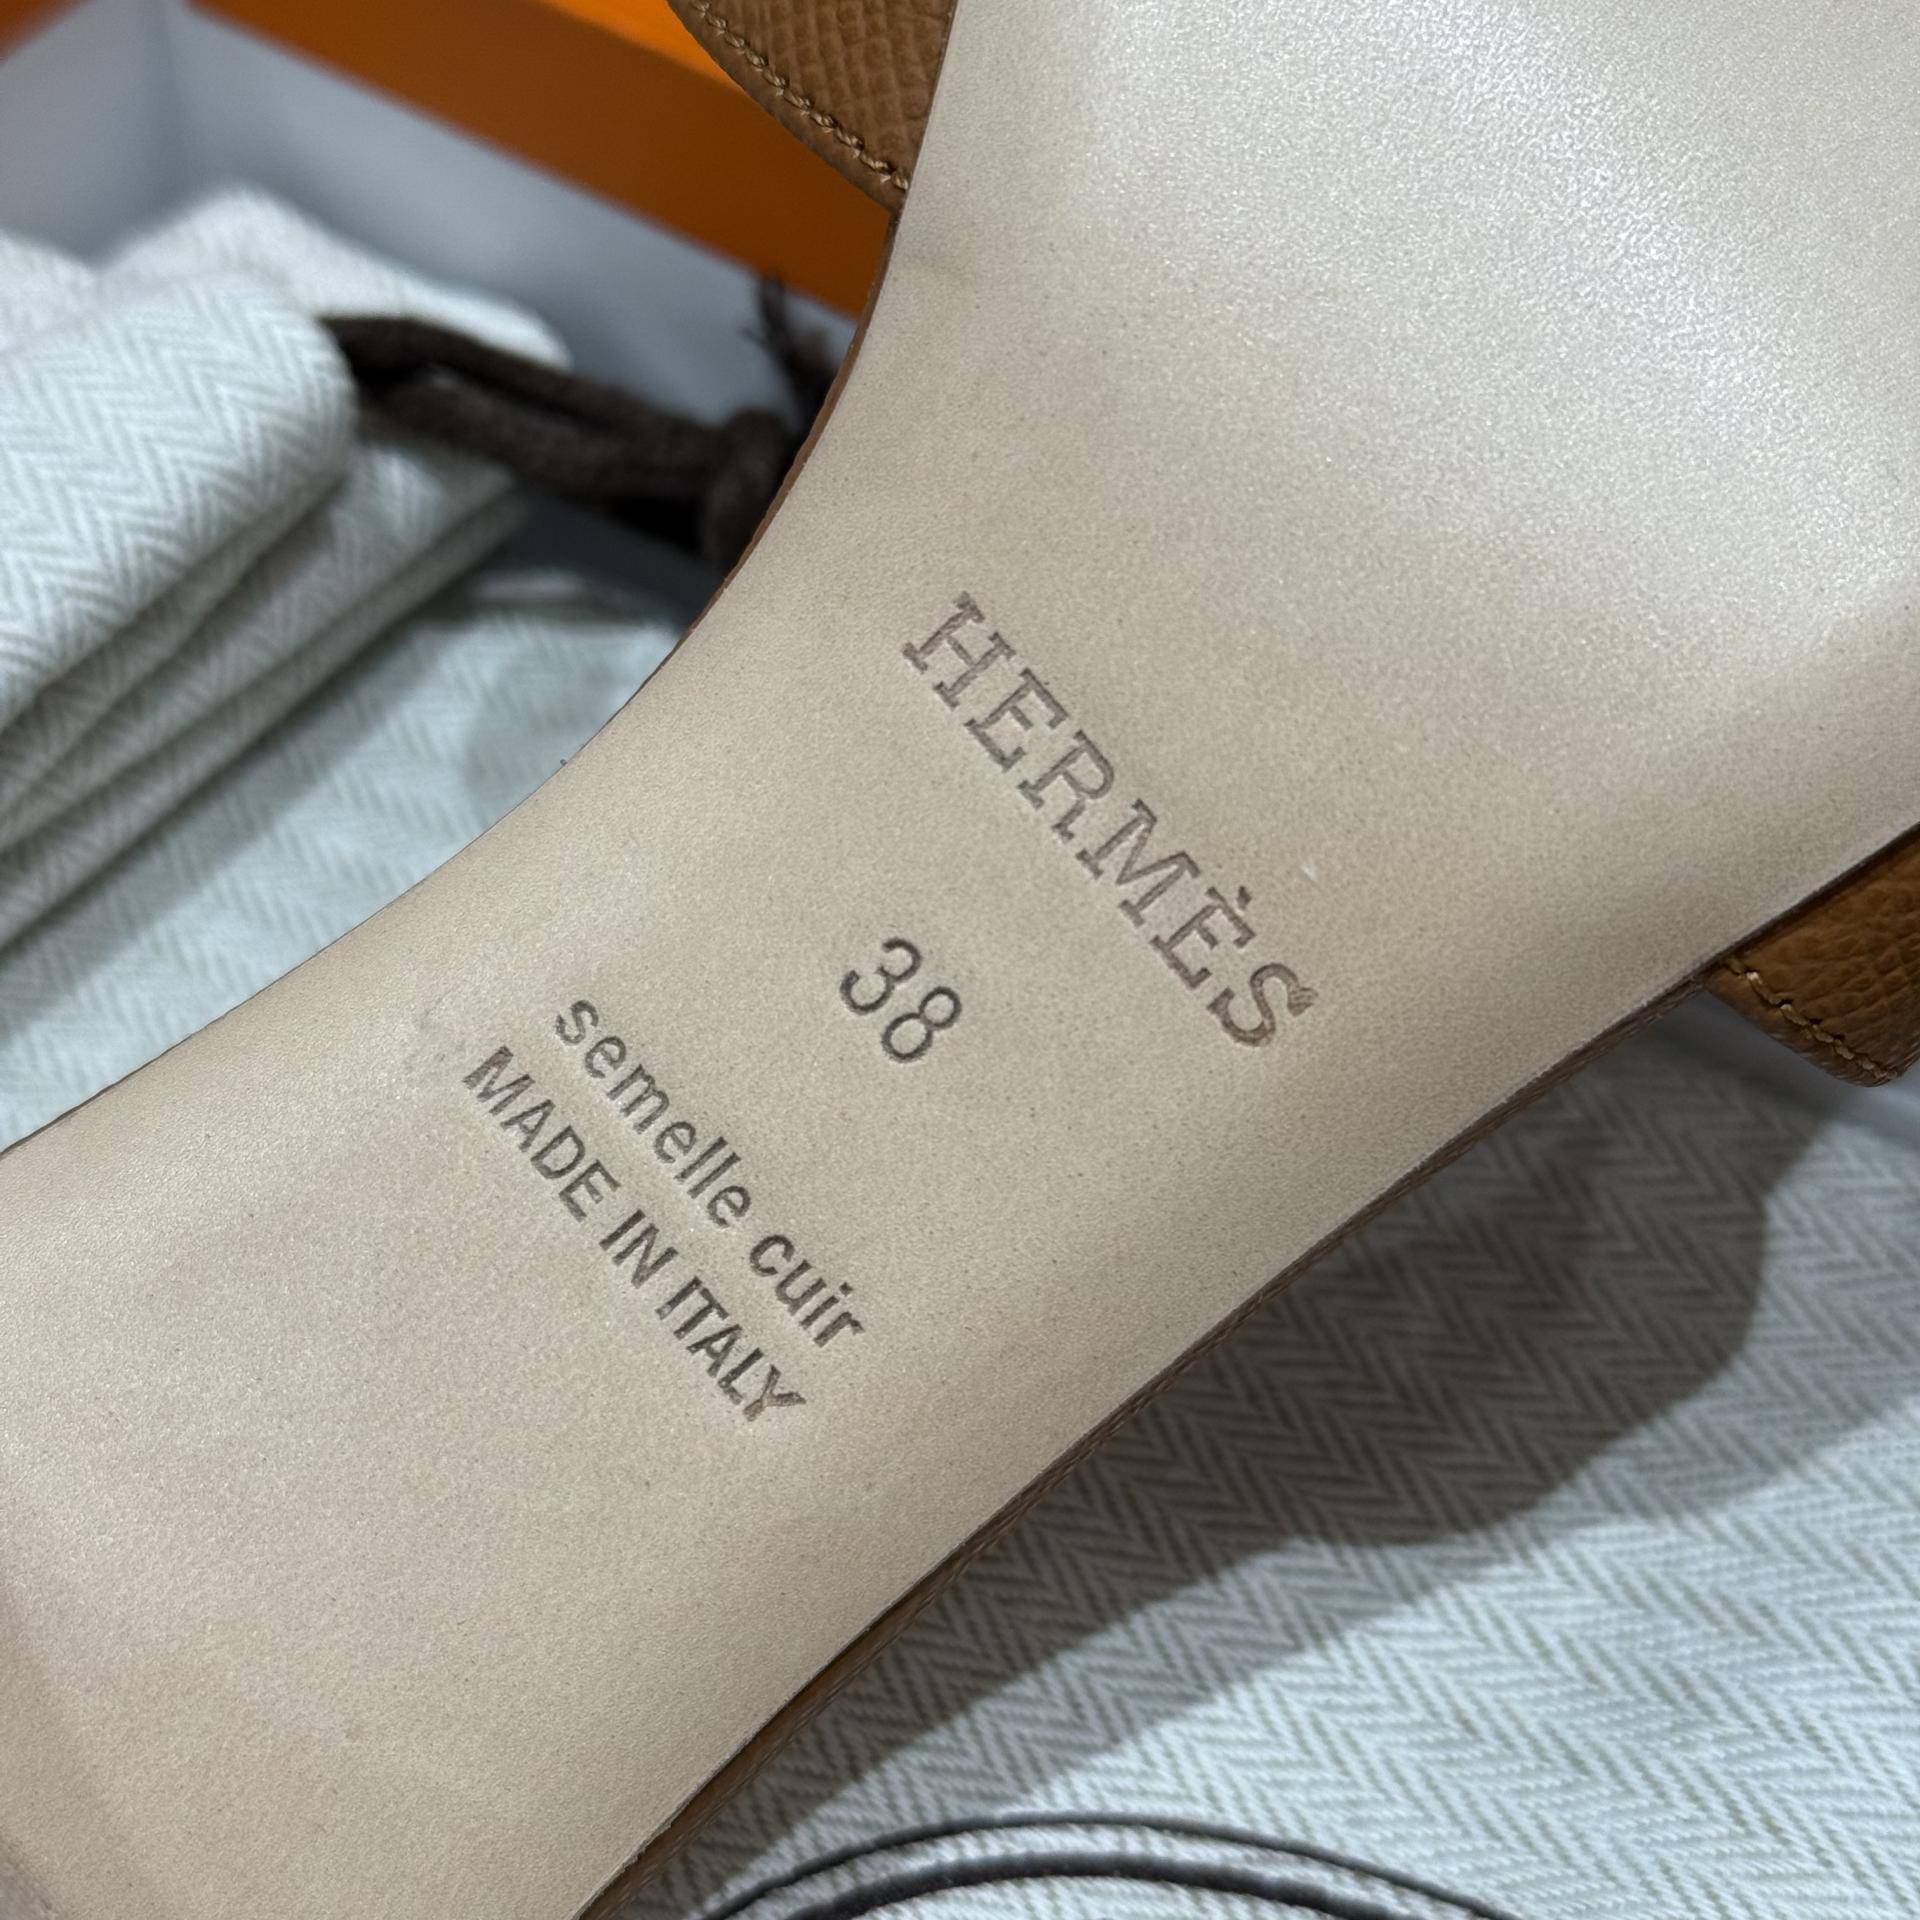 HERMÈS
38
semelle cuir
MADE IN ITALY